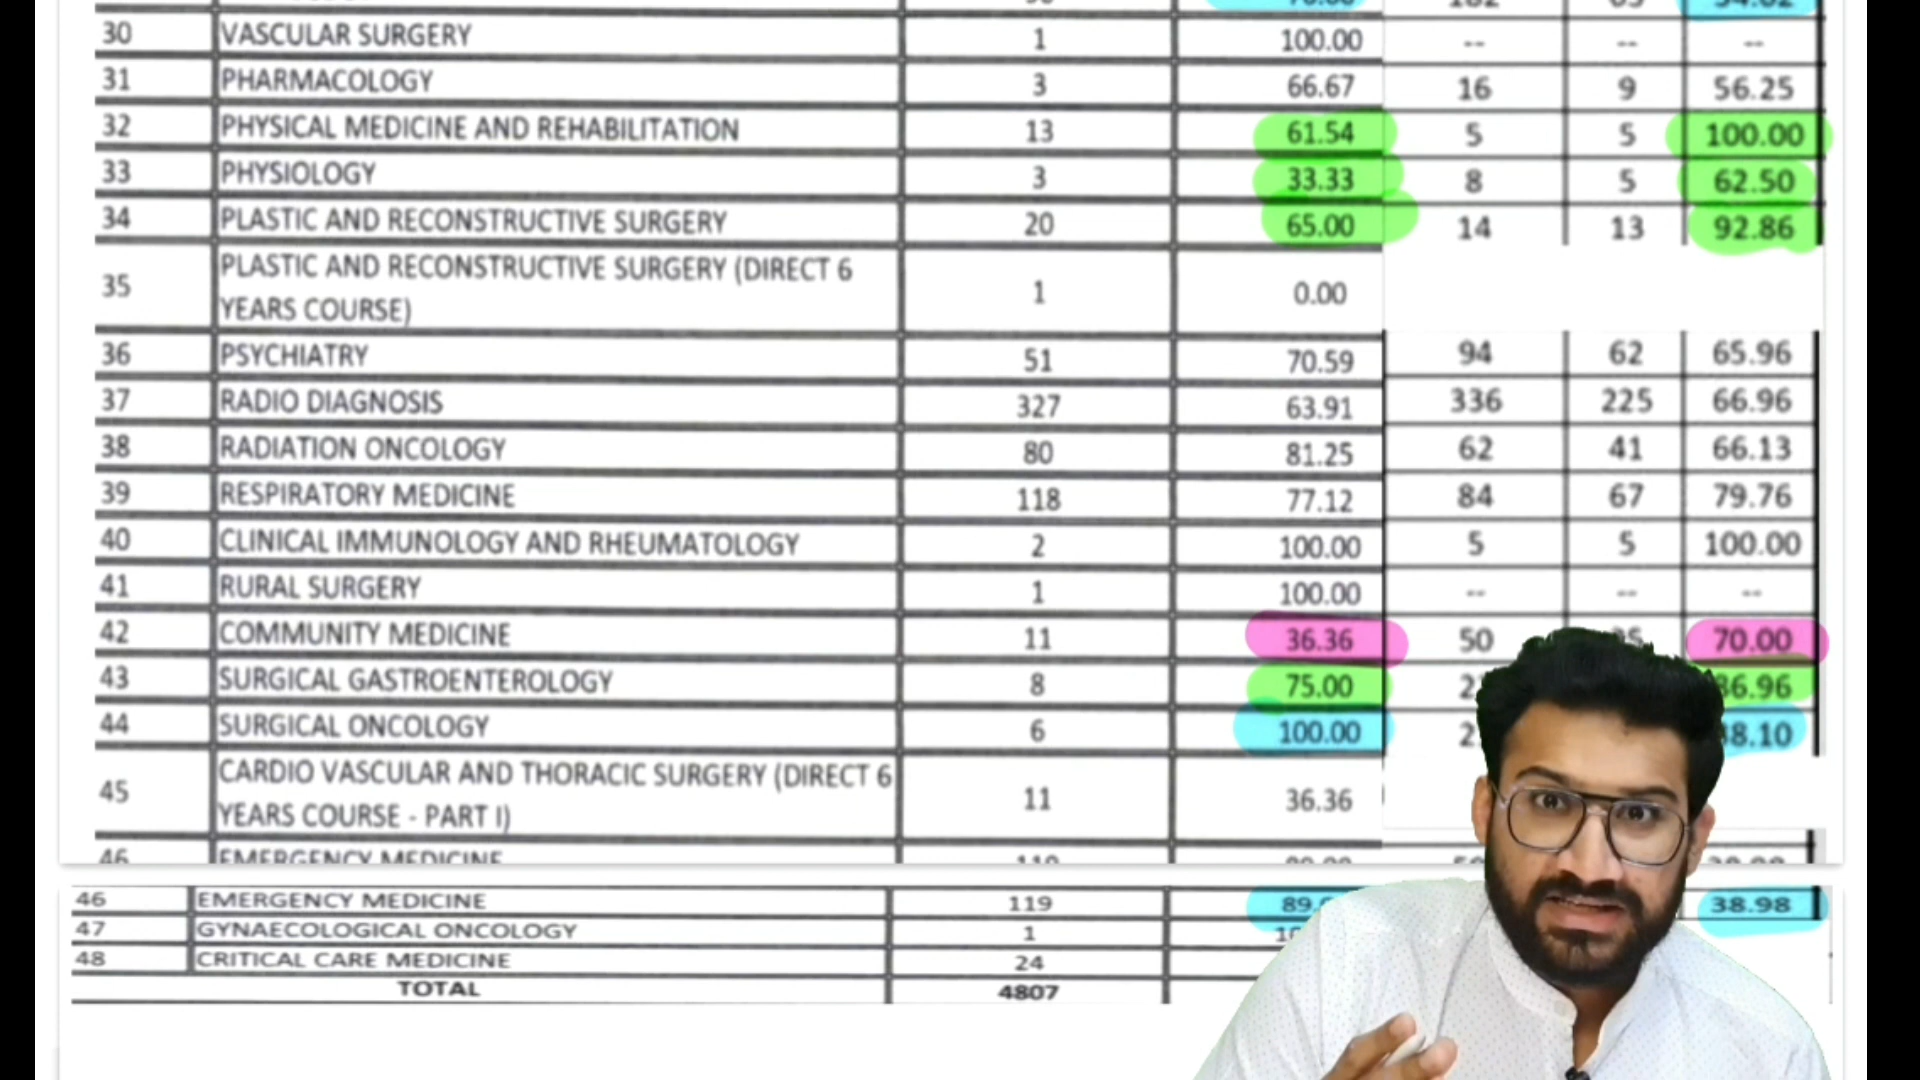 30 VASCULAR SURGERY 1 100.00 -- -- --
31 PHARMACOLOGY 3 66.67 16 9 56.25
32 PHYSICAL MEDICINE AND REHABILITATION 13 61.54 5 5 100.00
33 PHYSIOLOGY 3 33.33 8 5 62.50
34 PLASTIC AND RECONSTRUCTIVE SURGERY 20 65.00 14 13 92.86
PLASTIC AND RECONSTRUCTIVE SURGERY (DIRECT 6
35 1 0.00
YEARS COURSE)
36 PSYCHIATRY 51 70.59 94 62 65.96
37 RADIO DIAGNOSIS 327 63.91 336 225 66.96
38 RADIATION ONCOLOGY 80 81.25 62 41 66.13
39 RESPIRATORY MEDICINE 118 77.12 84 67 79.76
40 CLINICAL IMMUNOLOGY AND RHEUMATOLOGY 2 100.00 5 5 100.00
41 RURAL SURGERY 1 100.00 -- -- --
42 COMMUNITY MEDICINE 11 36.36 50 70.00
43 SURGICAL GASTROENTEROLOGY 8 75.00
44 SURGICAL ONCOLOGY 6 100.00
CARDIO VASCULAR AND THORACIC SURGERY (DIRECT 6
45 11 36.36
YEARS COURSE - PART I)
46 EMERGENCY MEDICINE
46 EMERGENCY MEDICINE 119 38.98
47 GYNAECOLOGICAL ONCOLOGY 1
48 CRITICAL CARE MEDICINE 24
TOTAL 4807